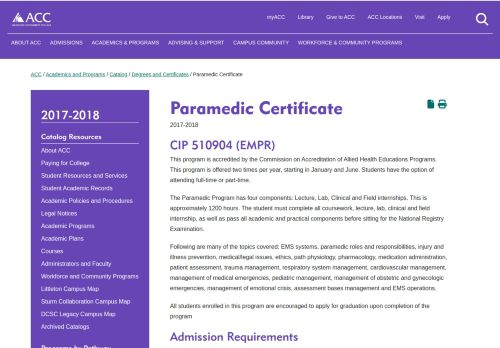 ACC
myACC Library Give to ACC ACC Locations Visit Apply
ABOUT ACC ADMISSIONS ACADEMICS & PROGRAMS ADVISING & SUPPORT CAMPUS COMMUNITY WORKFORCE & COMMUNITY PROGRAMS
ACC / Academics and Programs / Catalog / Degrees and Certificates / Paramedic Certificate
2017-2018
Catalog Resources
About ACC
Paying for College
Student Resources and Services
Student Academic Records
Academic Policies and Procedures
Legal Notices
Academic Programs
Academic Plans
Courses
Administrators and Faculty
Workforce and Community Programs
Littleton Campus Map
Sturm Collaboration Campus Map
DCSC Legacy Campus Map
Archived Catalogs
Programs by Pathway
Paramedic Certificate
2017-2018
CIP 510904 (EMPR)
This program is accredited by the Commission on Accreditation of Allied Health Educations Programs.
This program is offered two times per year, starting in January and June. Students have the option of
attending full-time or part-time.
The Paramedic Program has four components: Lecture, Lab, Clinical and Field internships. This is
approximately 1200 hours. The student must complete all coursework, lecture, lab, clinical and field
internship, as well as pass all academic and practical components before sitting for the National Registry
Examination.
Following are many of the topics covered: EMS systems, paramedic roles and responsibilities, injury and
illness prevention, medical/legal issues, ethics, path physiology, pharmacology, medication administration,
patient assessment, trauma management, respiratory system management, cardiovascular management,
management of medical emergencies, pediatric management, management of obstetric and gynecologic
emergencies, management of emotional crisis, assessment bases management and EMS operations.
All students enrolled in this program are encouraged to apply for graduation upon completion of the
program
Admission Requirements